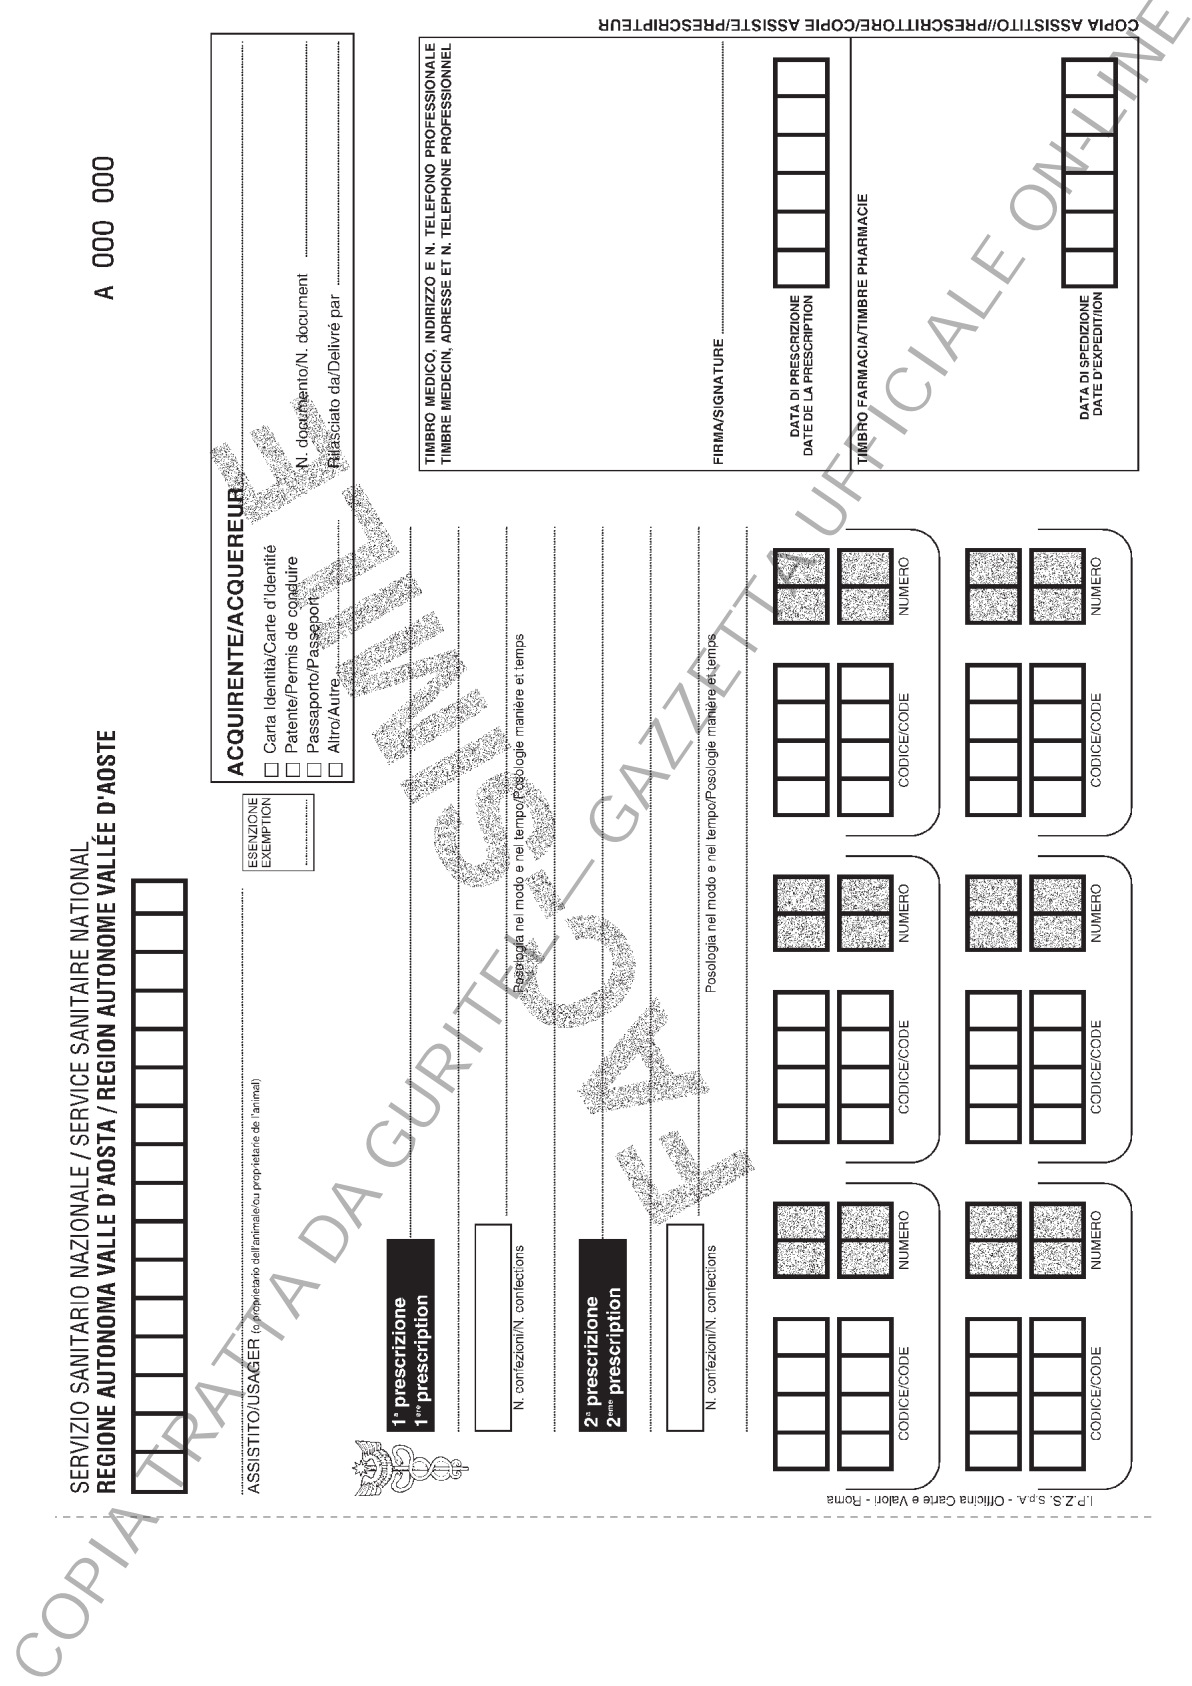 SERVIZIO SANITARIO NAZIONALE / SERVICE SANITAIRE NATIONAL
REGIONE AUTONOMA VALLE D'AOSTA / REGION AUTONOME VALLÉE D'AOSTE
A 000 000
ASSISTITO/USAGER (o proprietario dell'animale/ou proprietarie de l'animal)
ESENZIONE
EXEMPTION
ACQUIRENTE/ACQUEREUR
Carta Identità/Carte d'Identité
Patente/Permis de conduire
N. documento/N. document
Passaporto/Passeport
Altro/Autre
Rilasciato da/Delivré par
1ª prescrizione
1ère prescription
N. confezioni/N. confections
Posologia nel modo e nel tempo/Posologie manière et temps
2ª prescrizione
2ème prescription
N. confezioni/N. confections
Posologia nel modo e nel tempo/Posologie manière et temps
TIMBRO MEDICO, INDIRIZZO E N. TELEFONO PROFESSIONALE
TIMBRE MEDECIN, ADRESSE ET N. TELEPHONE PROFESSIONNEL
FIRMA/SIGNATURE
DATA DI PRESCRIZIONE
DATE DE LA PRESCRIPTION
TIMBRO FARMACIA/TIMBRE PHARMACIE
DATA DI SPEDIZIONE
DATE D'EXPEDIT/ION
CODICE/CODE NUMERO CODICE/CODE NUMERO CODICE/CODE NUMERO
CODICE/CODE NUMERO CODICE/CODE NUMERO CODICE/CODE NUMERO
I.P.Z.S. S.p.A. - Officina Carte e Valori - Roma
COPIA ASSISTITO//PRESCRITTORE/COPIE ASSISTE/PRESCRIPTEUR
FAC-SIMILE
COPIA TRATTA DA GURITEL — GAZZETTA UFFICIALE ON-LINE